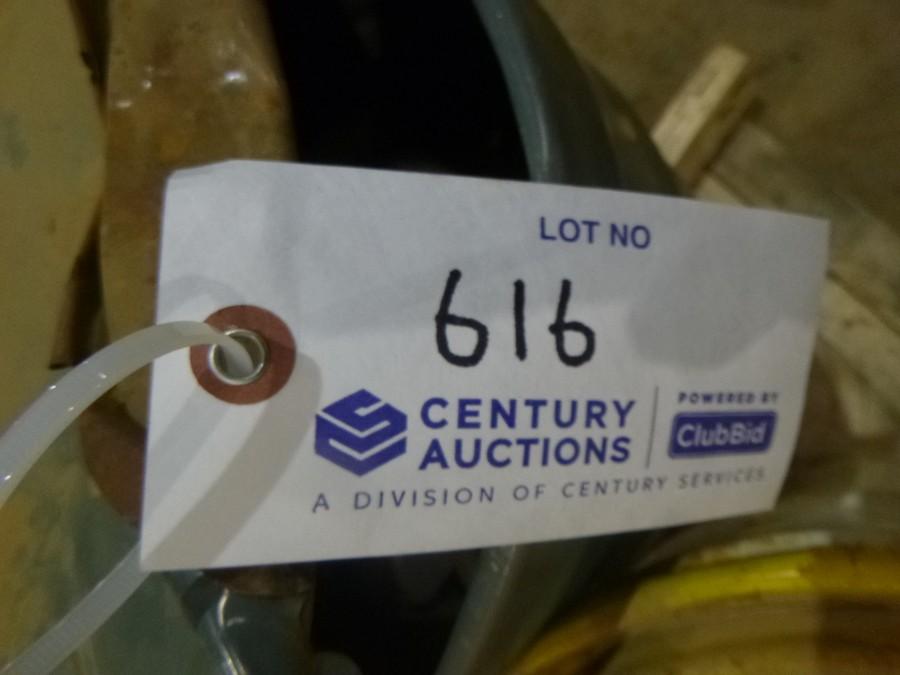 LOT NO
616
CENTURY
AUCTIONS
POWERED BY
ClubBid
A DIVISION OF CENTURY SERVICES